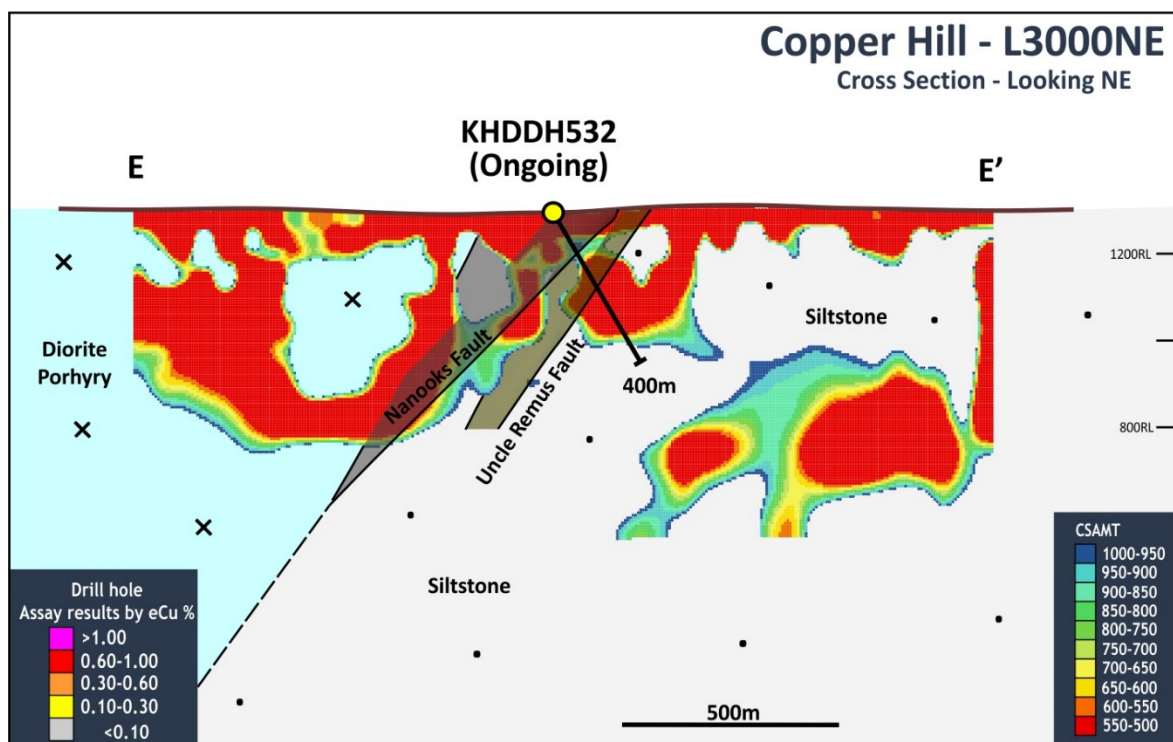 Copper Hill - L3000NE
Cross Section - Looking NE
KHDDH532
(Ongoing)
E
E'
1200RL
Siltstone
Diorite
Porhyry
Nanooks Fault
Uncle Remus Fault
400m
800RL
Siltstone
500m
Drill hole
Assay results by eCu %
>1.00
0.60-1.00
0.30-0.60
0.10-0.30
<0.10
CSAMT
1000-950
950-900
900-850
850-800
800-750
750-700
700-650
650-600
600-550
550-500